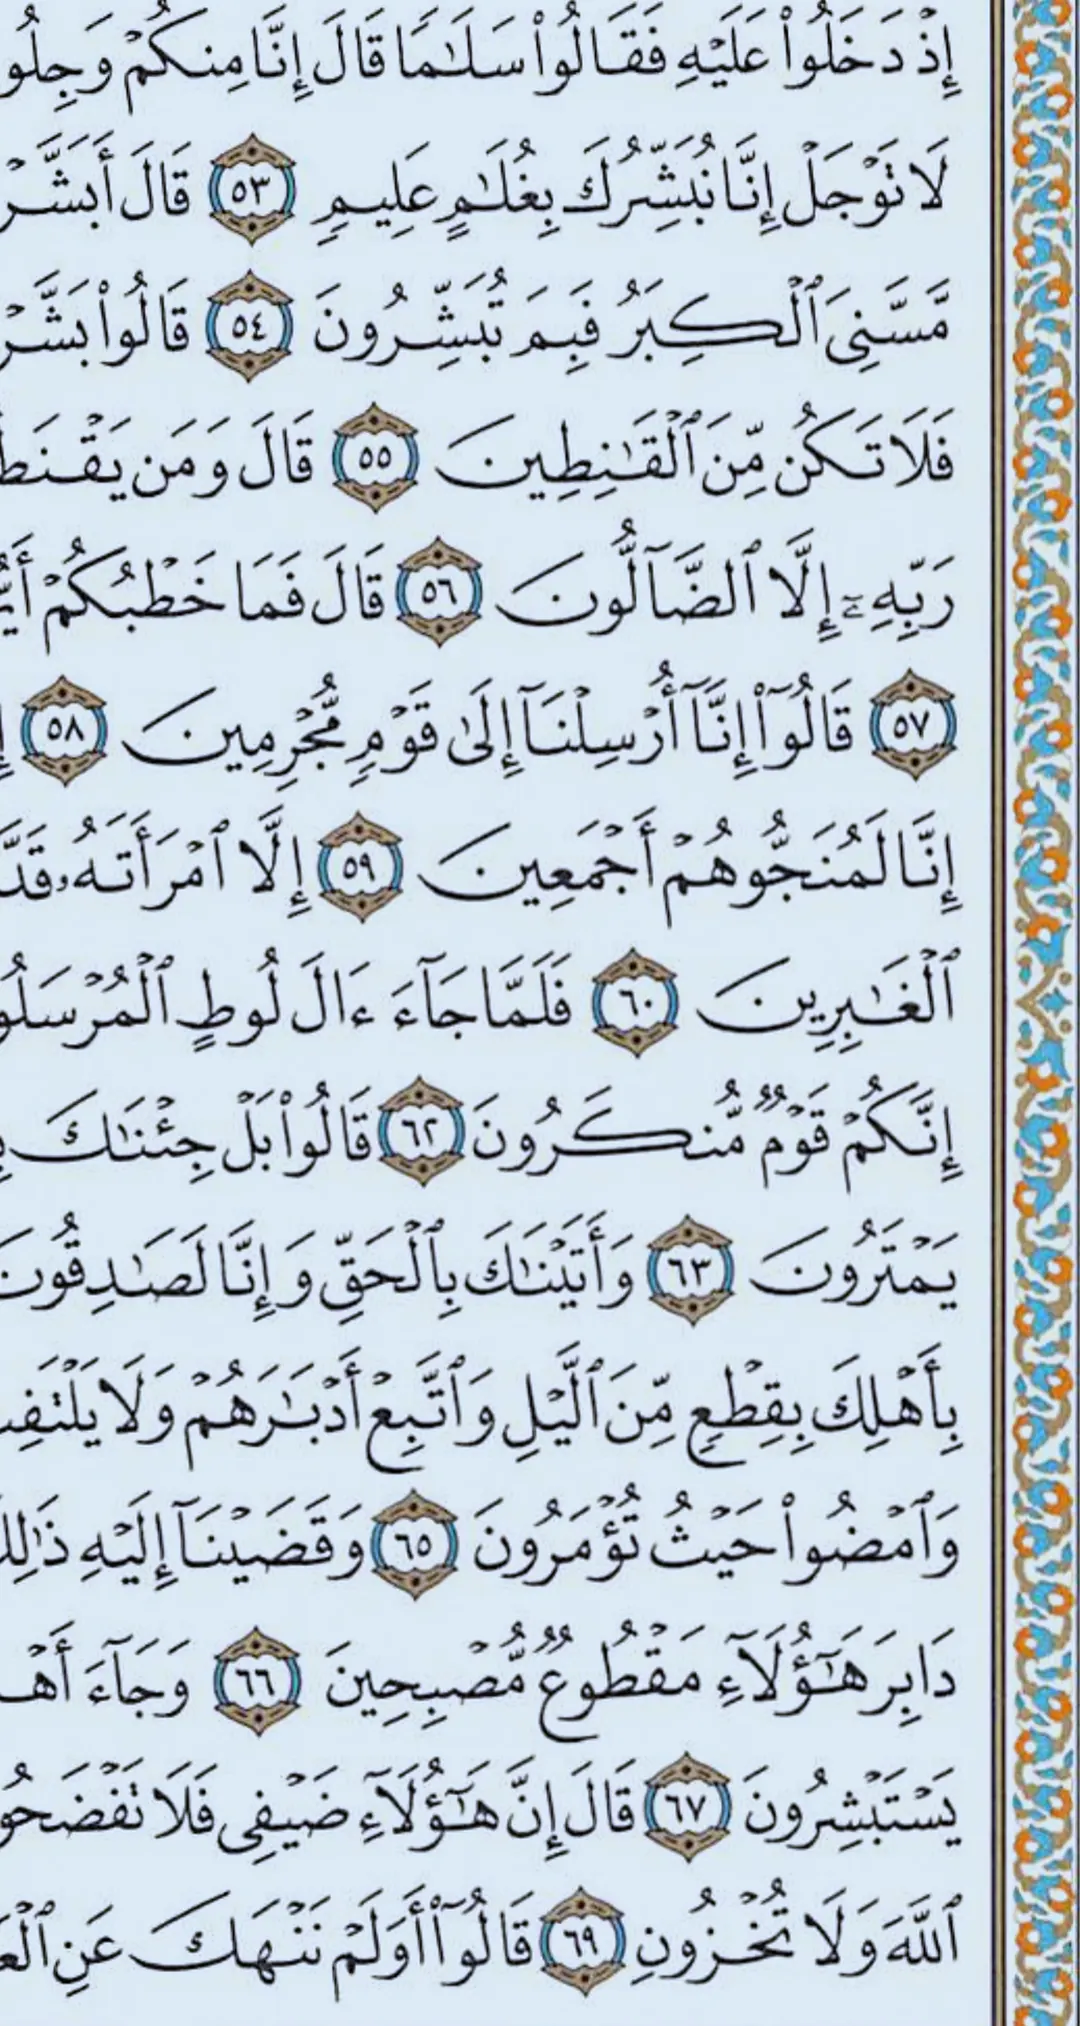 إِذْ دَخَلُوا۟ عَلَيْهِ فَقَالُوا۟ سَلَـٰمًا قَالَ إِنَّا مِنكُمْ وَجِلُو
لَا تَوْجَلْ إِنَّا نُبَشِّرُكَ بِغُلَـٰمٍ عَلِيمٍ ٥٣ قَالَ أَبَشَّرْ
مَّسَّنِىَ ٱلْكِبَرُ فَبِمَ تُبَشِّرُونَ ٥٤ قَالُوا۟ بَشَّرْ
فَلَا تَكُن مِّنَ ٱلْقَـٰنِطِينَ ٥٥ قَالَ وَمَن يَقْنَط
رَبِّهِۦٓ إِلَّا ٱلضَّآلُّونَ ٥٦ قَالَ فَمَا خَطْبُكُمْ أَيُّ
٥٧ قَالُوٓا۟ إِنَّآ أُرْسِلْنَآ إِلَىٰ قَوْمٍ مُّجْرِمِينَ ٥٨ إِ
إِنَّا لَمُنَجُّوهُمْ أَجْمَعِينَ ٥٩ إِلَّا ٱمْرَأَتَهُۥ قَدَّ
ٱلْغَـٰبِرِينَ ٦٠ فَلَمَّا جَآءَ ءَالَ لُوطٍ ٱلْمُرْسَلُو
إِنَّكُمْ قَوْمٌ مُّنكَرُونَ ٦٢ قَالُوا۟ بَلْ جِئْنَـٰكَ بِ
يَمْتَرُونَ ٦٣ وَأَتَيْنَـٰكَ بِٱلْحَقِّ وَإِنَّا لَصَـٰدِقُونَ
بِأَهْلِكَ بِقِطْعٍ مِّنَ ٱلَّيْلِ وَٱتَّبِعْ أَدْبَـٰرَهُمْ وَلَا يَلْتَفِ
وَٱمْضُوا۟ حَيْثُ تُؤْمَرُونَ ٦٥ وَقَضَيْنَآ إِلَيْهِ ذَٰلِكَ
دَابِرَ هَـٰٓؤُلَآءِ مَقْطُوعٌ مُّصْبِحِينَ ٦٦ وَجَآءَ أَهْ
يَسْتَبْشِرُونَ ٦٧ قَالَ إِنَّ هَـٰٓؤُلَآءِ ضَيْفِى فَلَا تَفْضَحُو
ٱللَّهَ وَلَا تُخْزُونِ ٦٩ قَالُوٓا۟ أَوَلَمْ نَنْهَكَ عَنِ ٱلْعَ